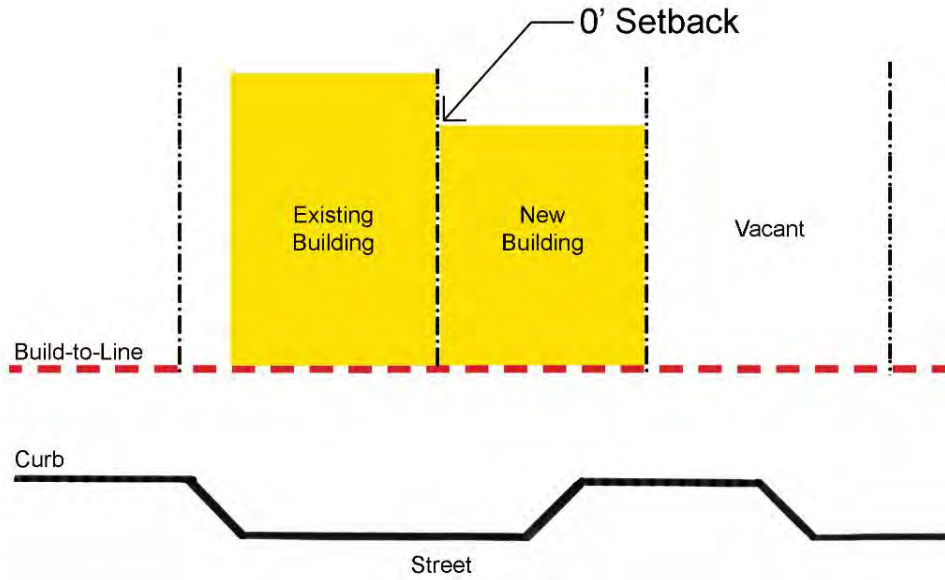 0' Setback
Existing
Building
New
Building
Vacant
Build-to-Line
Curb
Street